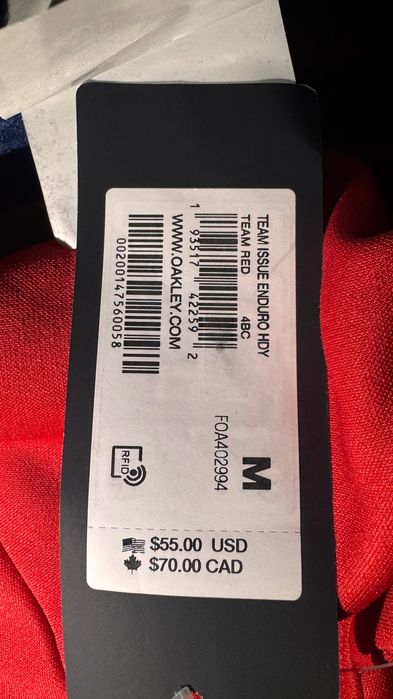 TEAM ISSUE ENDURO HDY
TEAM RED 4BC
1 93517 42259 2
WWW.OAKLEY.COM
00200147560058
M
FOA402994
RFID
$55.00 USD
$70.00 CAD